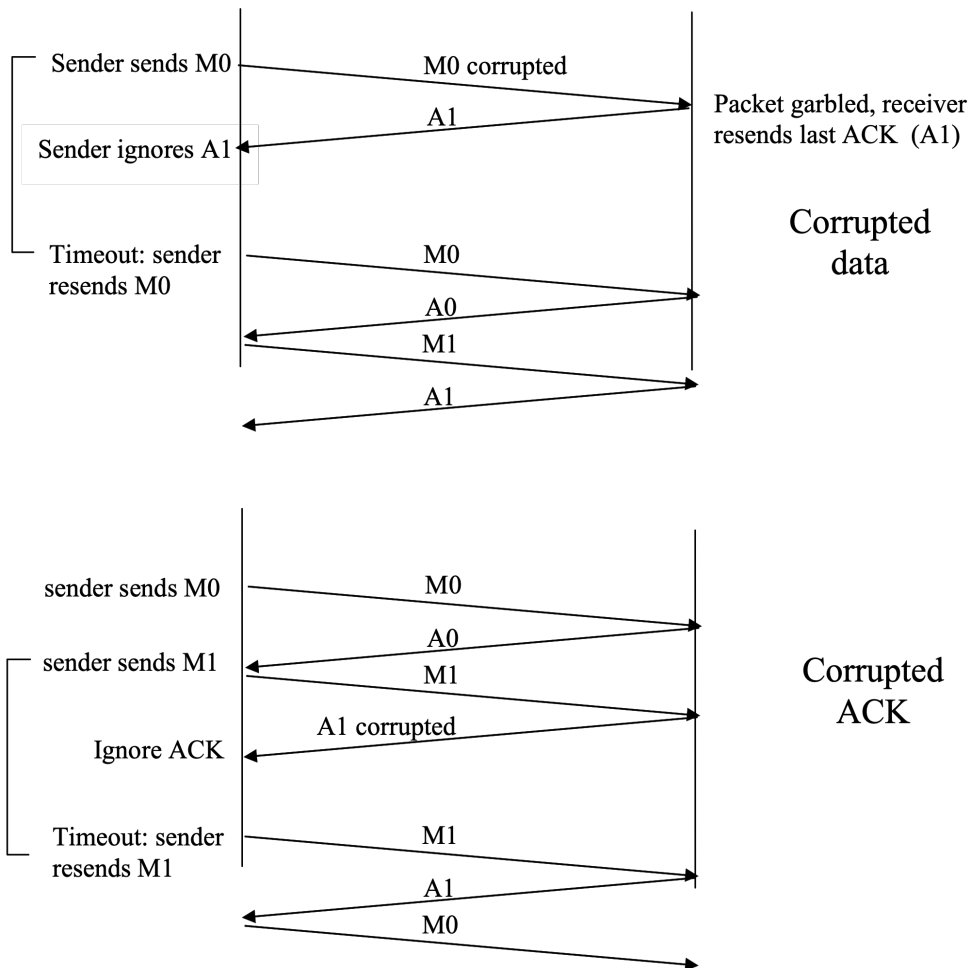 Sender sends M0
M0 corrupted
Packet garbled, receiver
resends last ACK  (A1)
A1
Sender ignores A1
Corrupted
data
Timeout: sender
resends M0
M0
A0
M1
A1
sender sends M0
M0
A0
sender sends M1
M1
Corrupted
ACK
A1 corrupted
Ignore ACK
Timeout: sender
resends M1
M1
A1
M0